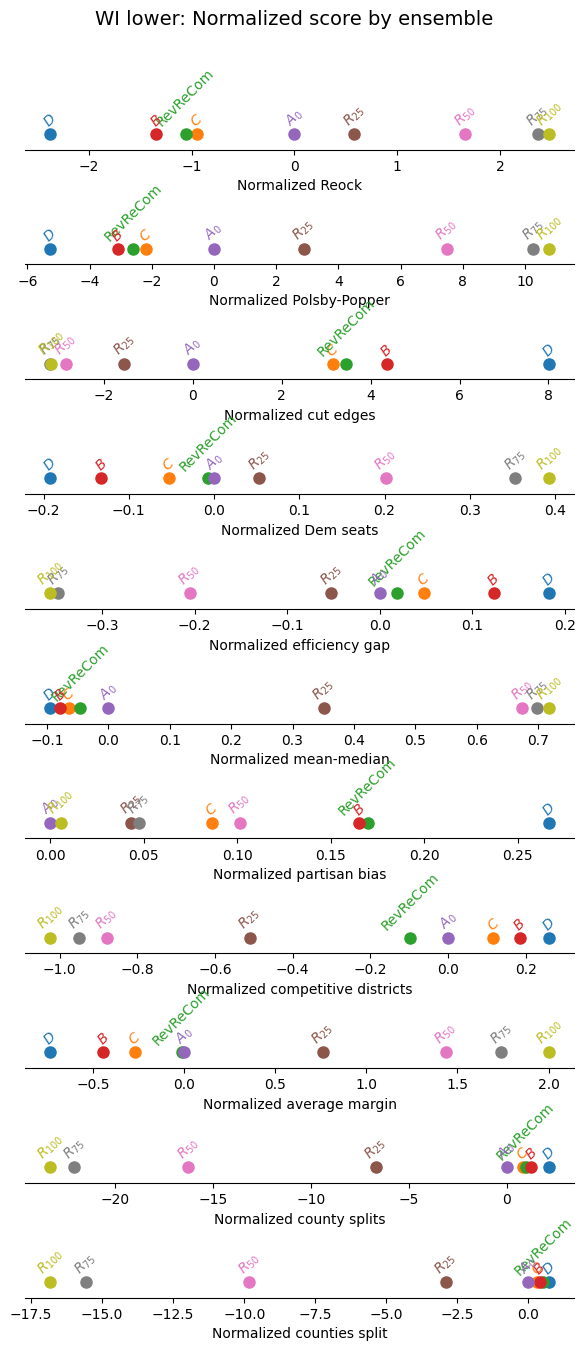 WI lower: Normalized score by ensemble
D B RevReCom C A₀ R₂₅ R₅₀ R₇₅ R₁₀₀
−2 −1 0 1 2
Normalized Reock
D B RevReCom C A₀ R₂₅ R₅₀ R₇₅ R₁₀₀
−6 −4 −2 0 2 4 6 8 10
Normalized Polsby-Popper
R₇₅ R₁₀₀ R₅₀ R₂₅ A₀ C RevReCom B D
−2 0 2 4 6 8
Normalized cut edges
D B C RevReCom A₀ R₂₅ R₅₀ R₇₅ R₁₀₀
−0.2 −0.1 0.0 0.1 0.2 0.3 0.4
Normalized Dem seats
R₁₀₀ R₇₅ R₅₀ R₂₅ A₀ RevReCom C B D
−0.3 −0.2 −0.1 0.0 0.1 0.2
Normalized efficiency gap
D B C RevReCom A₀ R₂₅ R₅₀ R₇₅ R₁₀₀
−0.1 0.0 0.1 0.2 0.3 0.4 0.5 0.6 0.7
Normalized mean-median
A₀ R₁₀₀ R₂₅ R₇₅ C R₅₀ B RevReCom D
0.00 0.05 0.10 0.15 0.20 0.25
Normalized partisan bias
R₁₀₀ R₇₅ R₅₀ R₂₅ RevReCom A₀ C B D
−1.0 −0.8 −0.6 −0.4 −0.2 0.0 0.2
Normalized competitive districts
D B C RevReCom A₀ R₂₅ R₅₀ R₇₅ R₁₀₀
−0.5 0.0 0.5 1.0 1.5 2.0
Normalized average margin
R₁₀₀ R₇₅ R₅₀ R₂₅ A₀ C RevReCom B D
−20 −15 −10 −5 0
Normalized county splits
R₁₀₀ R₇₅ R₅₀ R₂₅ A₀ C B RevReCom D
−17.5 −15.0 −12.5 −10.0 −7.5 −5.0 −2.5 0.0
Normalized counties split